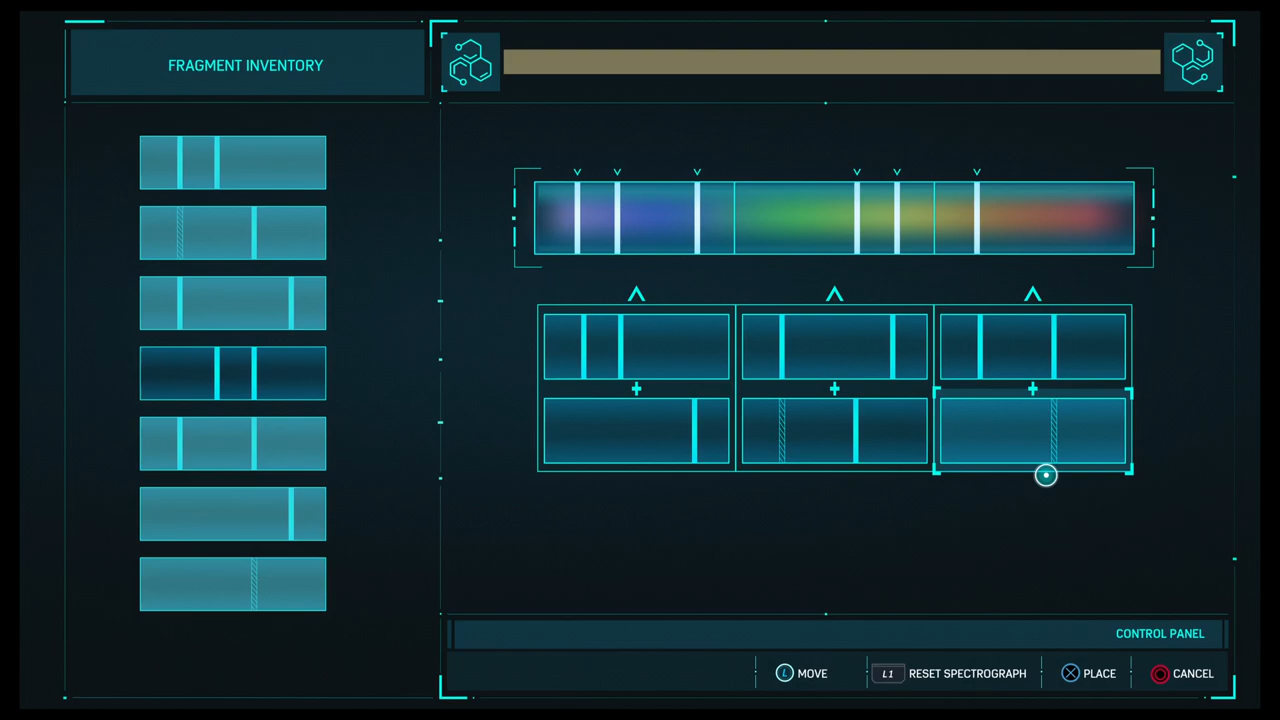 FRAGMENT INVENTORY
CONTROL PANEL
L MOVE
L1 RESET SPECTROGRAPH
PLACE
CANCEL